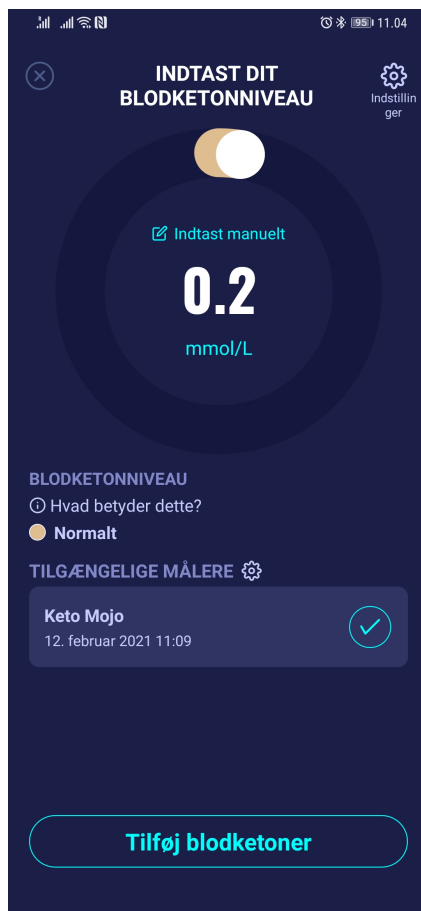 95 11.04
INDTAST DIT
BLODKETONNIVEAU
Indstillin
ger
Indtast manuelt
0.2
mmol/L
BLODKETONNIVEAU
Hvad betyder dette?
Normalt
TILGÆNGELIGE MÅLERE
Keto Mojo
12. februar 2021 11:09
Tilføj blodketoner